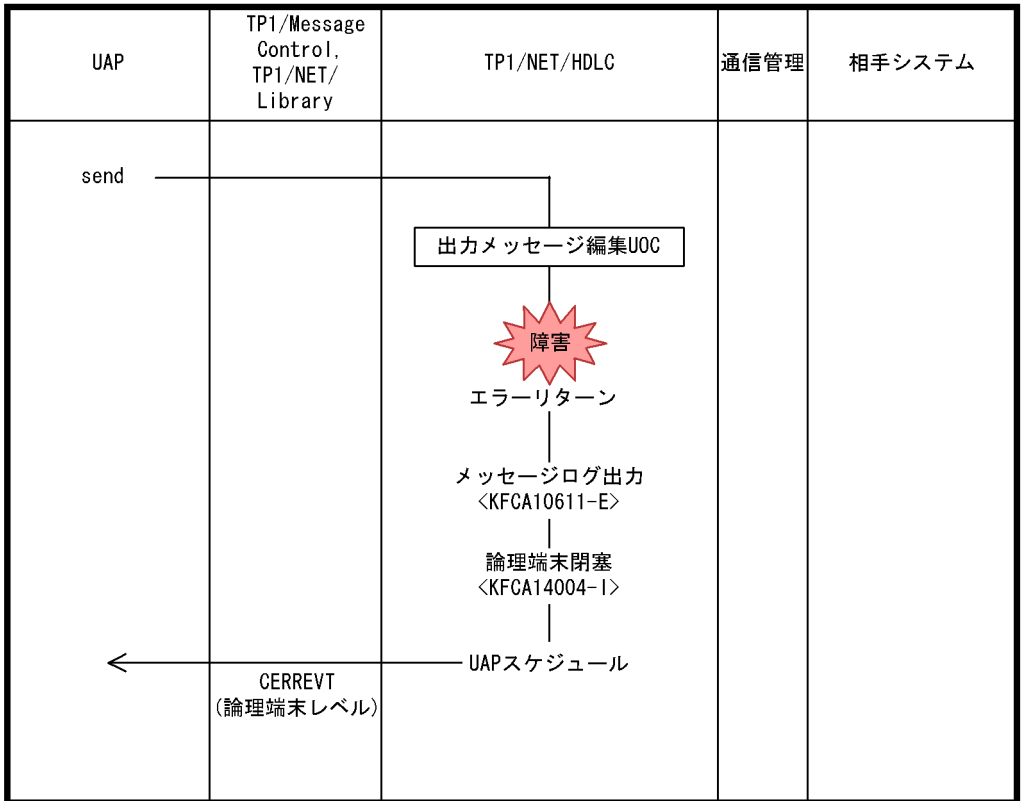 UAP
TP1/Message
Control,
TP1/NET/
Library
TP1/NET/HDLC
通信管理
相手システム
send
出力メッセージ編集UOC
障害
エラーリターン
メッセージログ出力
<KFCA10611-E>
論理端末閉塞
<KFCA14004-I>
UAPスケジュール
CERREVT
(論理端末レベル)